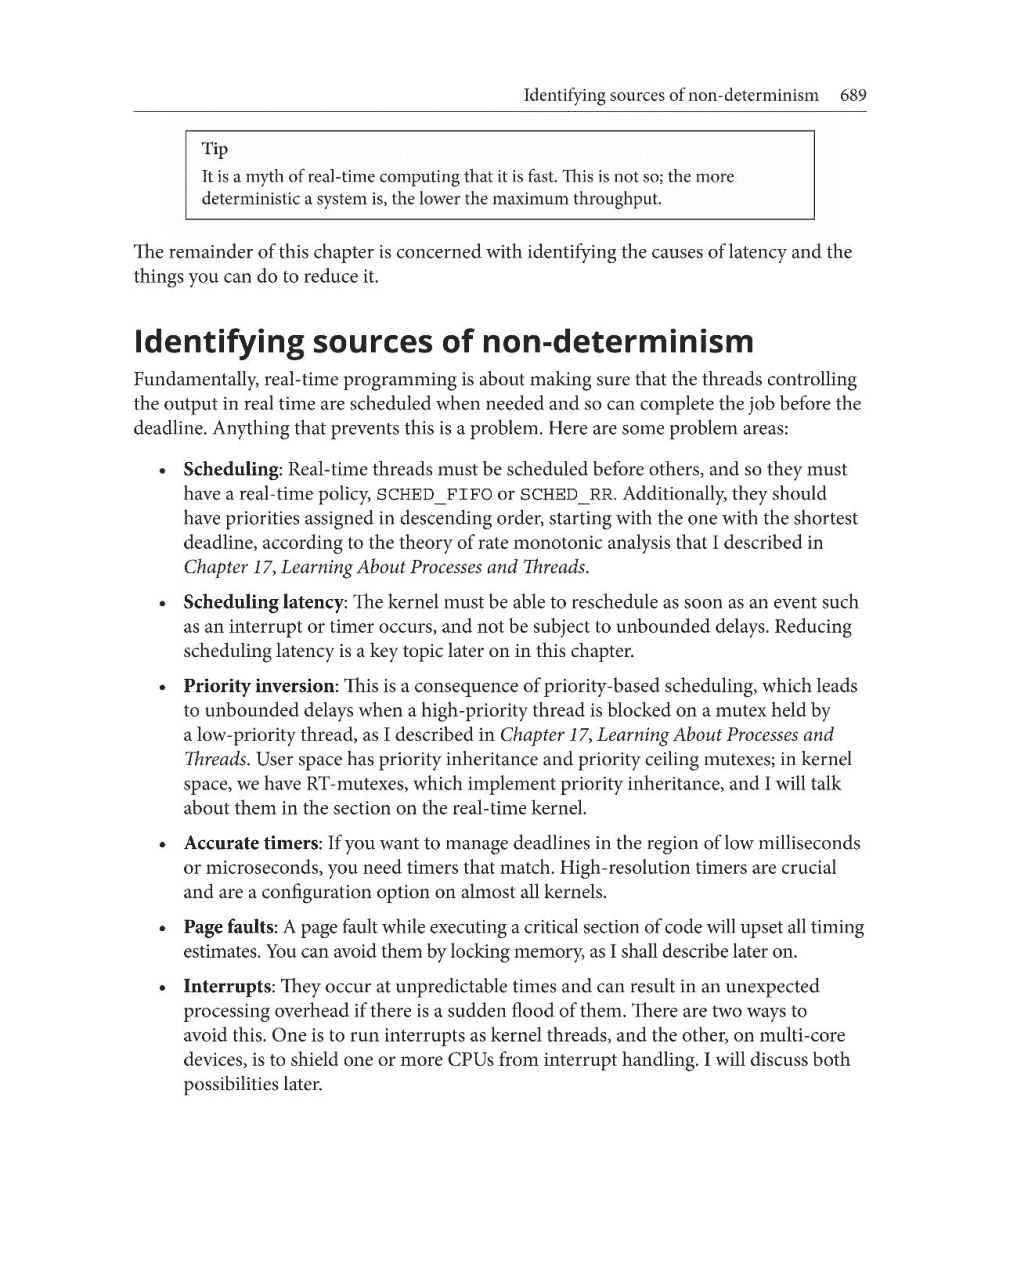 Identifying sources of non-determinism 689
Tip
It is a myth of real-time computing that it is fast. This is not so; the more
deterministic a system is, the lower the maximum throughput.
The remainder of this chapter is concerned with identifying the causes of latency and the
things you can do to reduce it.
Identifying sources of non-determinism
Fundamentally, real-time programming is about making sure that the threads controlling
the output in real time are scheduled when needed and so can complete the job before the
deadline. Anything that prevents this is a problem. Here are some problem areas:
• Scheduling: Real-time threads must be scheduled before others, and so they must
have a real-time policy, SCHED_FIFO or SCHED_RR. Additionally, they should
have priorities assigned in descending order, starting with the one with the shortest
deadline, according to the theory of rate monotonic analysis that I described in
Chapter 17, Learning About Processes and Threads.
• Scheduling latency: The kernel must be able to reschedule as soon as an event such
as an interrupt or timer occurs, and not be subject to unbounded delays. Reducing
scheduling latency is a key topic later on in this chapter.
• Priority inversion: This is a consequence of priority-based scheduling, which leads
to unbounded delays when a high-priority thread is blocked on a mutex held by
a low-priority thread, as I described in Chapter 17, Learning About Processes and
Threads. User space has priority inheritance and priority ceiling mutexes; in kernel
space, we have RT-mutexes, which implement priority inheritance, and I will talk
about them in the section on the real-time kernel.
• Accurate timers: If you want to manage deadlines in the region of low milliseconds
or microseconds, you need timers that match. High-resolution timers are crucial
and are a configuration option on almost all kernels.
• Page faults: A page fault while executing a critical section of code will upset all timing
estimates. You can avoid them by locking memory, as I shall describe later on.
• Interrupts: They occur at unpredictable times and can result in an unexpected
processing overhead if there is a sudden flood of them. There are two ways to
avoid this. One is to run interrupts as kernel threads, and the other, on multi-core
devices, is to shield one or more CPUs from interrupt handling. I will discuss both
possibilities later.